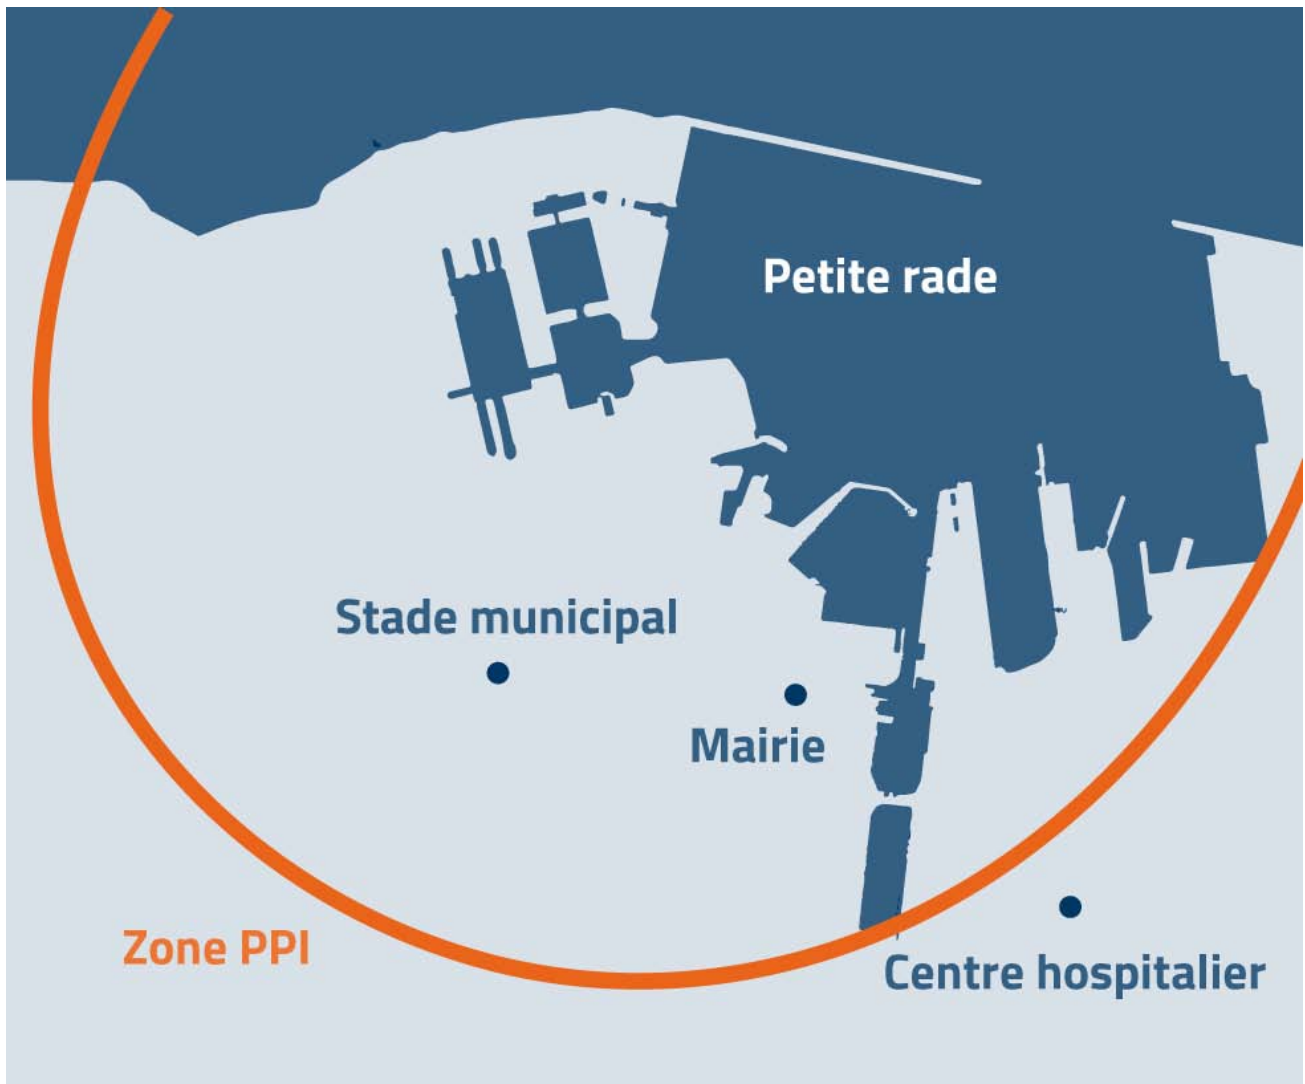 Petite rade
Stade municipal
Mairie
Zone PPI
Centre hospitalier